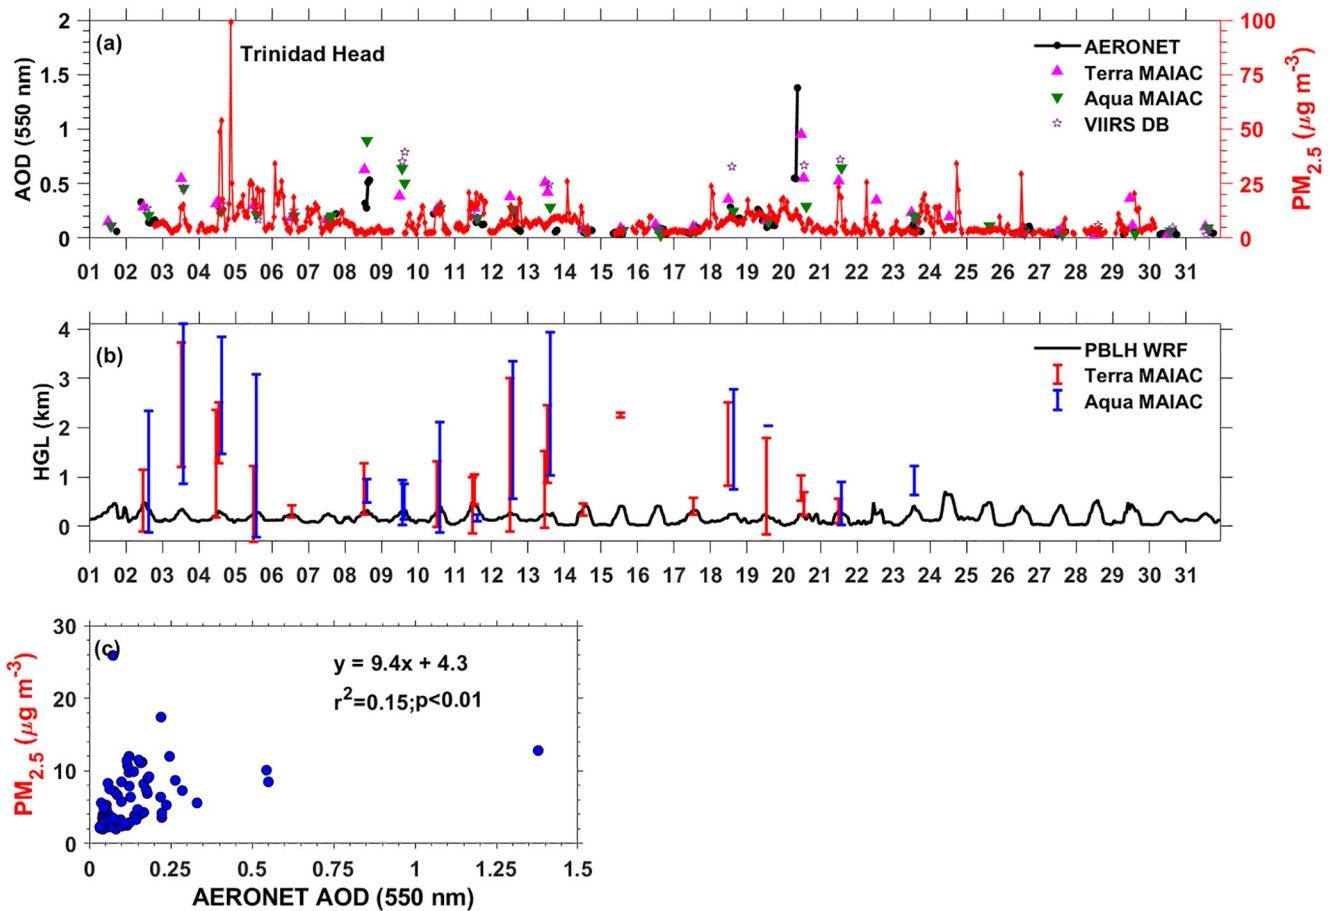 (a)
Trinidad Head
AERONET
Terra MAIAC
Aqua MAIAC
VIIRS DB
AOD (550 nm)
2
1.5
1
0.5
0
PM2.5 (μg m-3)
100
75
50
25
0
01 02 03 04 05 06 07 08 09 10 11 12 13 14 15 16 17 18 19 20 21 22 23 24 25 26 27 28 29 30 31
(b)
PBLH WRF
Terra MAIAC
Aqua MAIAC
HGL (km)
4
3
2
1
0
01 02 03 04 05 06 07 08 09 10 11 12 13 14 15 16 17 18 19 20 21 22 23 24 25 26 27 28 29 30 31
(c)
y = 9.4x + 4.3
r2=0.15;p<0.01
PM2.5 (μg m-3)
30
20
10
0
0 0.25 0.5 0.75 1 1.25 1.5
AERONET AOD (550 nm)